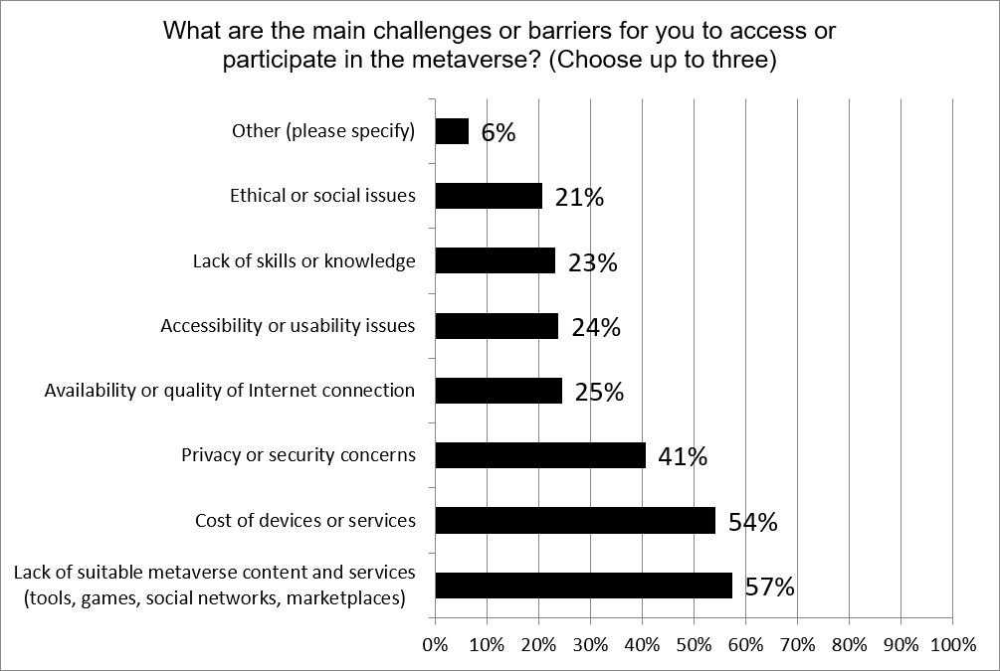 What are the main challenges or barriers for you to access or
participate in the metaverse? (Choose up to three)
Other (please specify) 6%
Ethical or social issues 21%
Lack of skills or knowledge 23%
Accessibility or usability issues 24%
Availability or quality of Internet connection 25%
Privacy or security concerns 41%
Cost of devices or services 54%
Lack of suitable metaverse content and services
(tools, games, social networks, marketplaces) 57%
0% 10% 20% 30% 40% 50% 60% 70% 80% 90% 100%